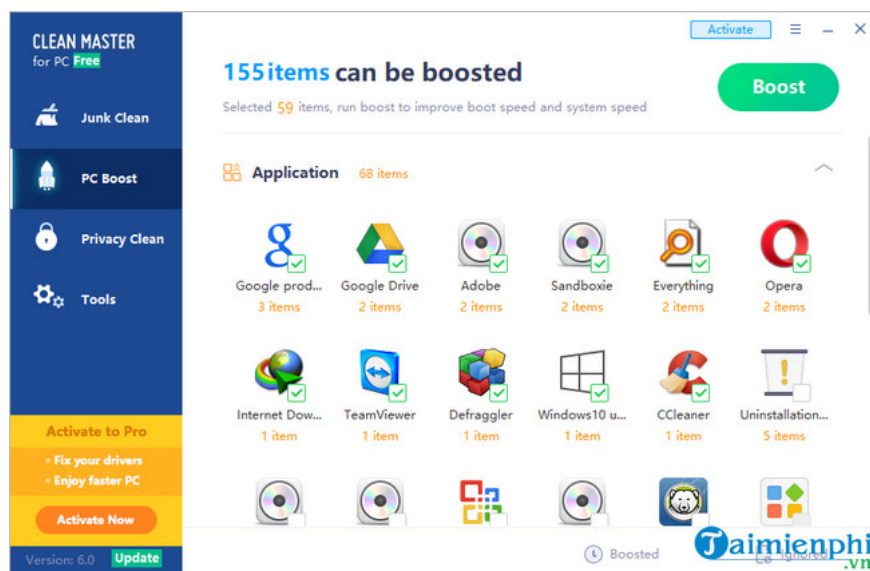 CLEAN MASTER
for PC Free
Junk Clean
PC Boost
Privacy Clean
Tools
Activate to Pro
• Fix your drivers
• Enjoy faster PC
Activate Now
Version: 6.0 Update
Activate
155 items can be boosted
Selected 59 items, run boost to improve boot speed and system speed
Boost
Application 68 items
Google prod... Google Drive Adobe Sandboxie Everything Opera
3 items 2 items 2 items 2 items 2 items 2 items
Internet Dow... TeamViewer Defraggler Windows10 u... CCleaner Uninstallation...
1 item 1 item 1 item 1 item 1 item 5 items
Boosted Ignored
Taimienphi
.vn